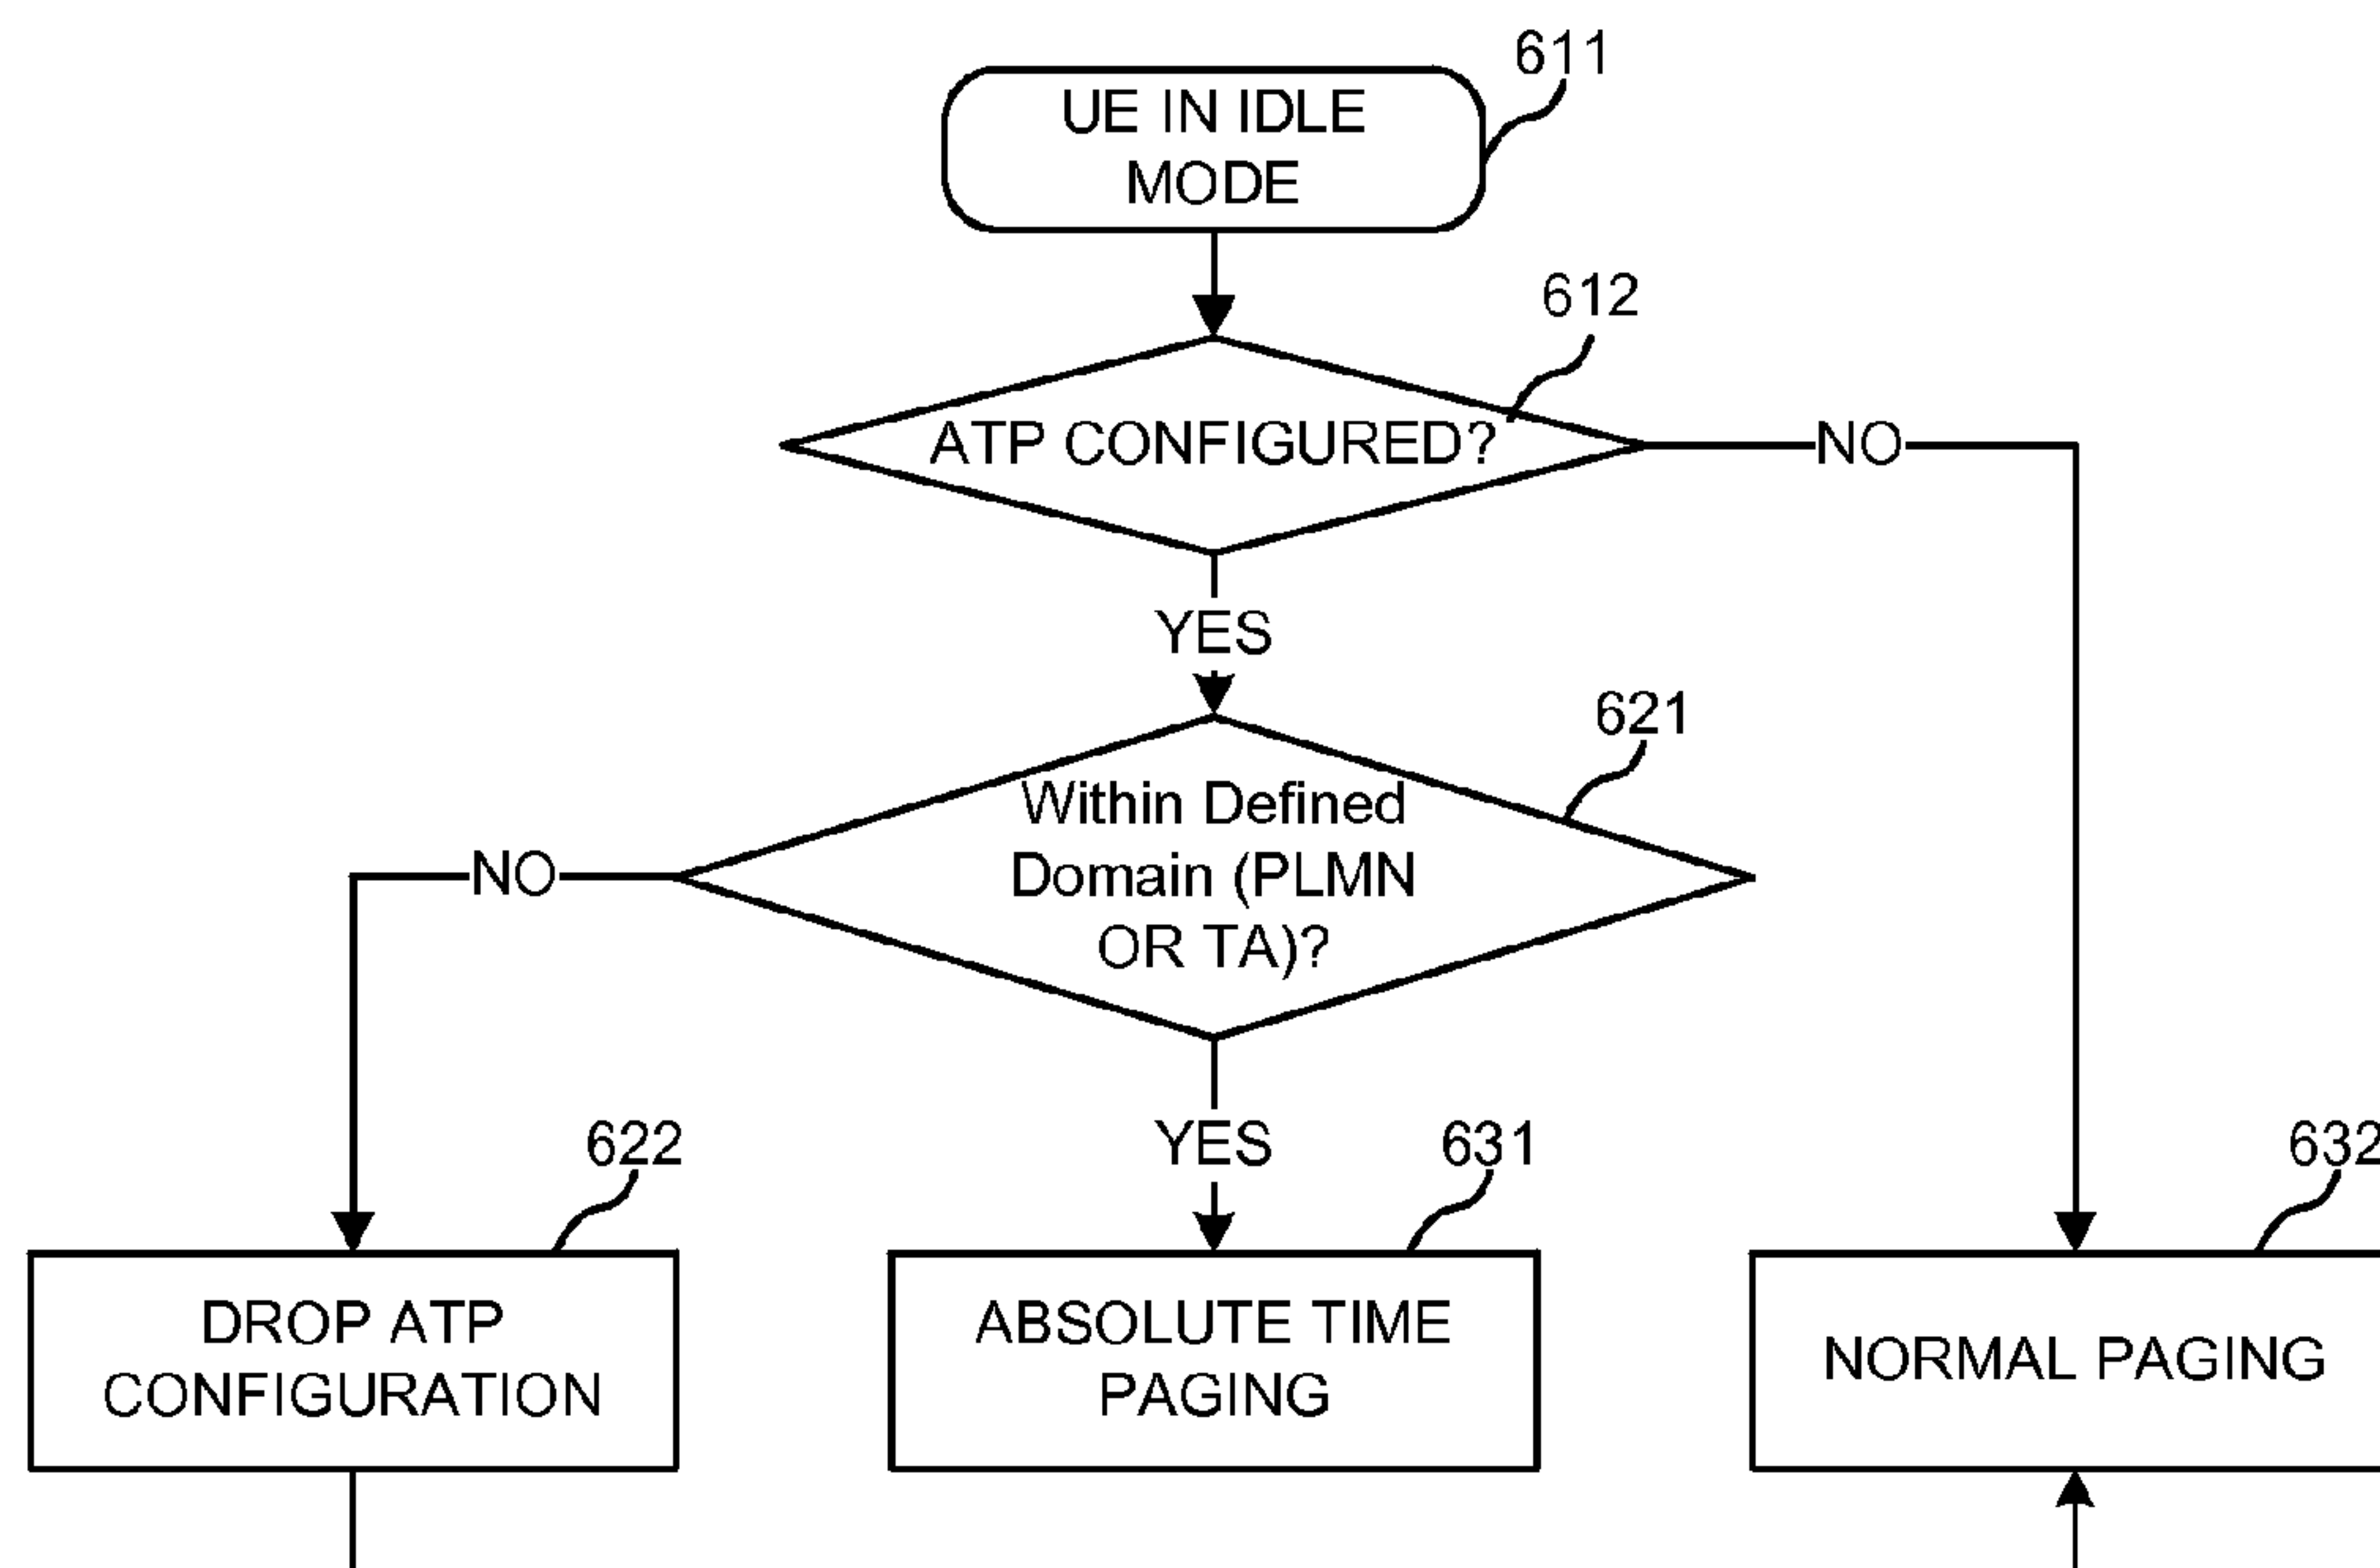 611
UE IN IDLE
MODE
612
ATP CONFIGURED?
NO
YES
621
Within Defined
Domain (PLMN
OR TA)?
NO
YES
622
631
632
DROP ATP
CONFIGURATION
ABSOLUTE TIME
PAGING
NORMAL PAGING